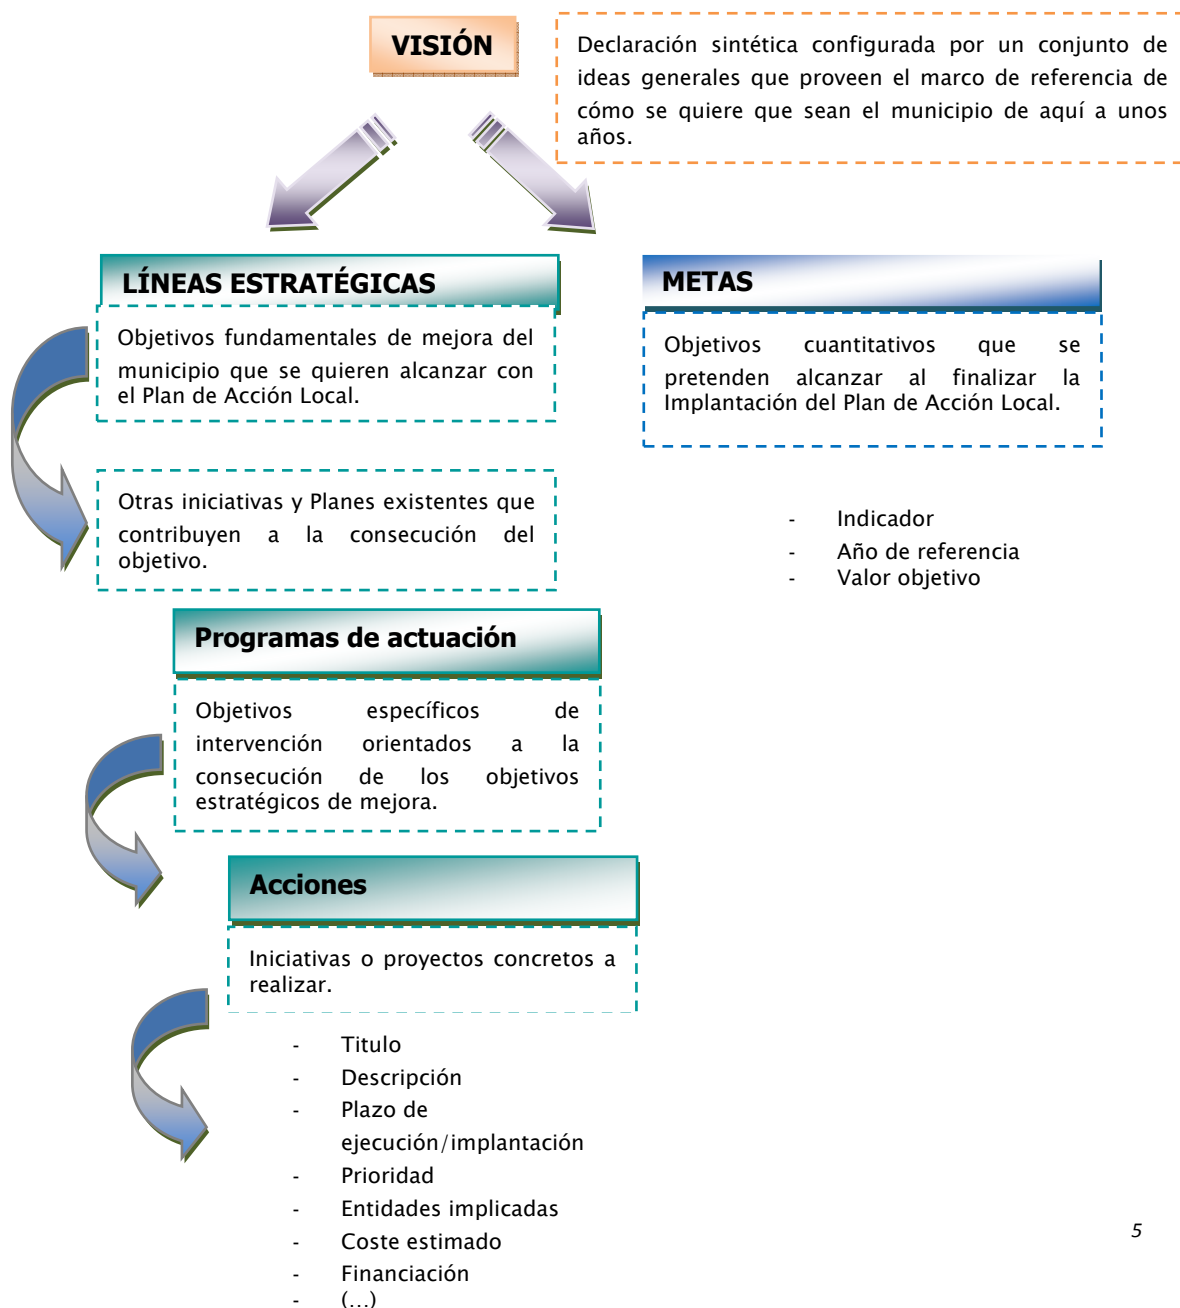 VISIÓN
Declaración sintética configurada por un conjunto de
ideas generales que proveen el marco de referencia de
cómo se quiere que sean el municipio de aquí a unos
años.
LÍNEAS ESTRATÉGICAS
Objetivos fundamentales de mejora del
municipio que se quieren alcanzar con
el Plan de Acción Local.
METAS
Objetivos cuantitativos que se
pretenden alcanzar al finalizar la
Implantación del Plan de Acción Local.
Otras iniciativas y Planes existentes que
contribuyen a la consecución del
objetivo.
- Indicador
- Año de referencia
- Valor objetivo
Programas de actuación
Objetivos específicos de
intervención orientados a la
consecución de los objetivos
estratégicos de mejora.
Acciones
Iniciativas o proyectos concretos a
realizar.
- Titulo
- Descripción
- Plazo de
ejecución/implantación
- Prioridad
- Entidades implicadas
- Coste estimado
- Financiación
- (...)
5